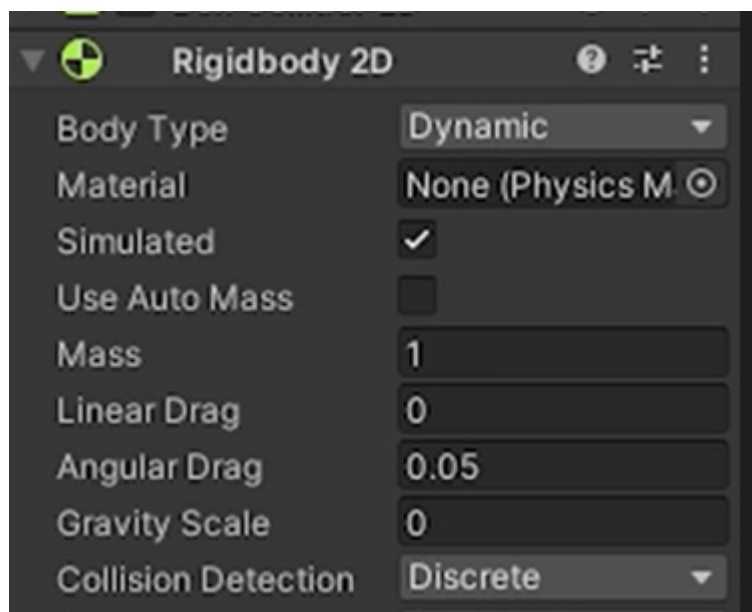 Rigidbody 2D
Body Type Dynamic
Material None (Physics M
Simulated
Use Auto Mass
Mass 1
Linear Drag 0
Angular Drag 0.05
Gravity Scale 0
Collision Detection Discrete